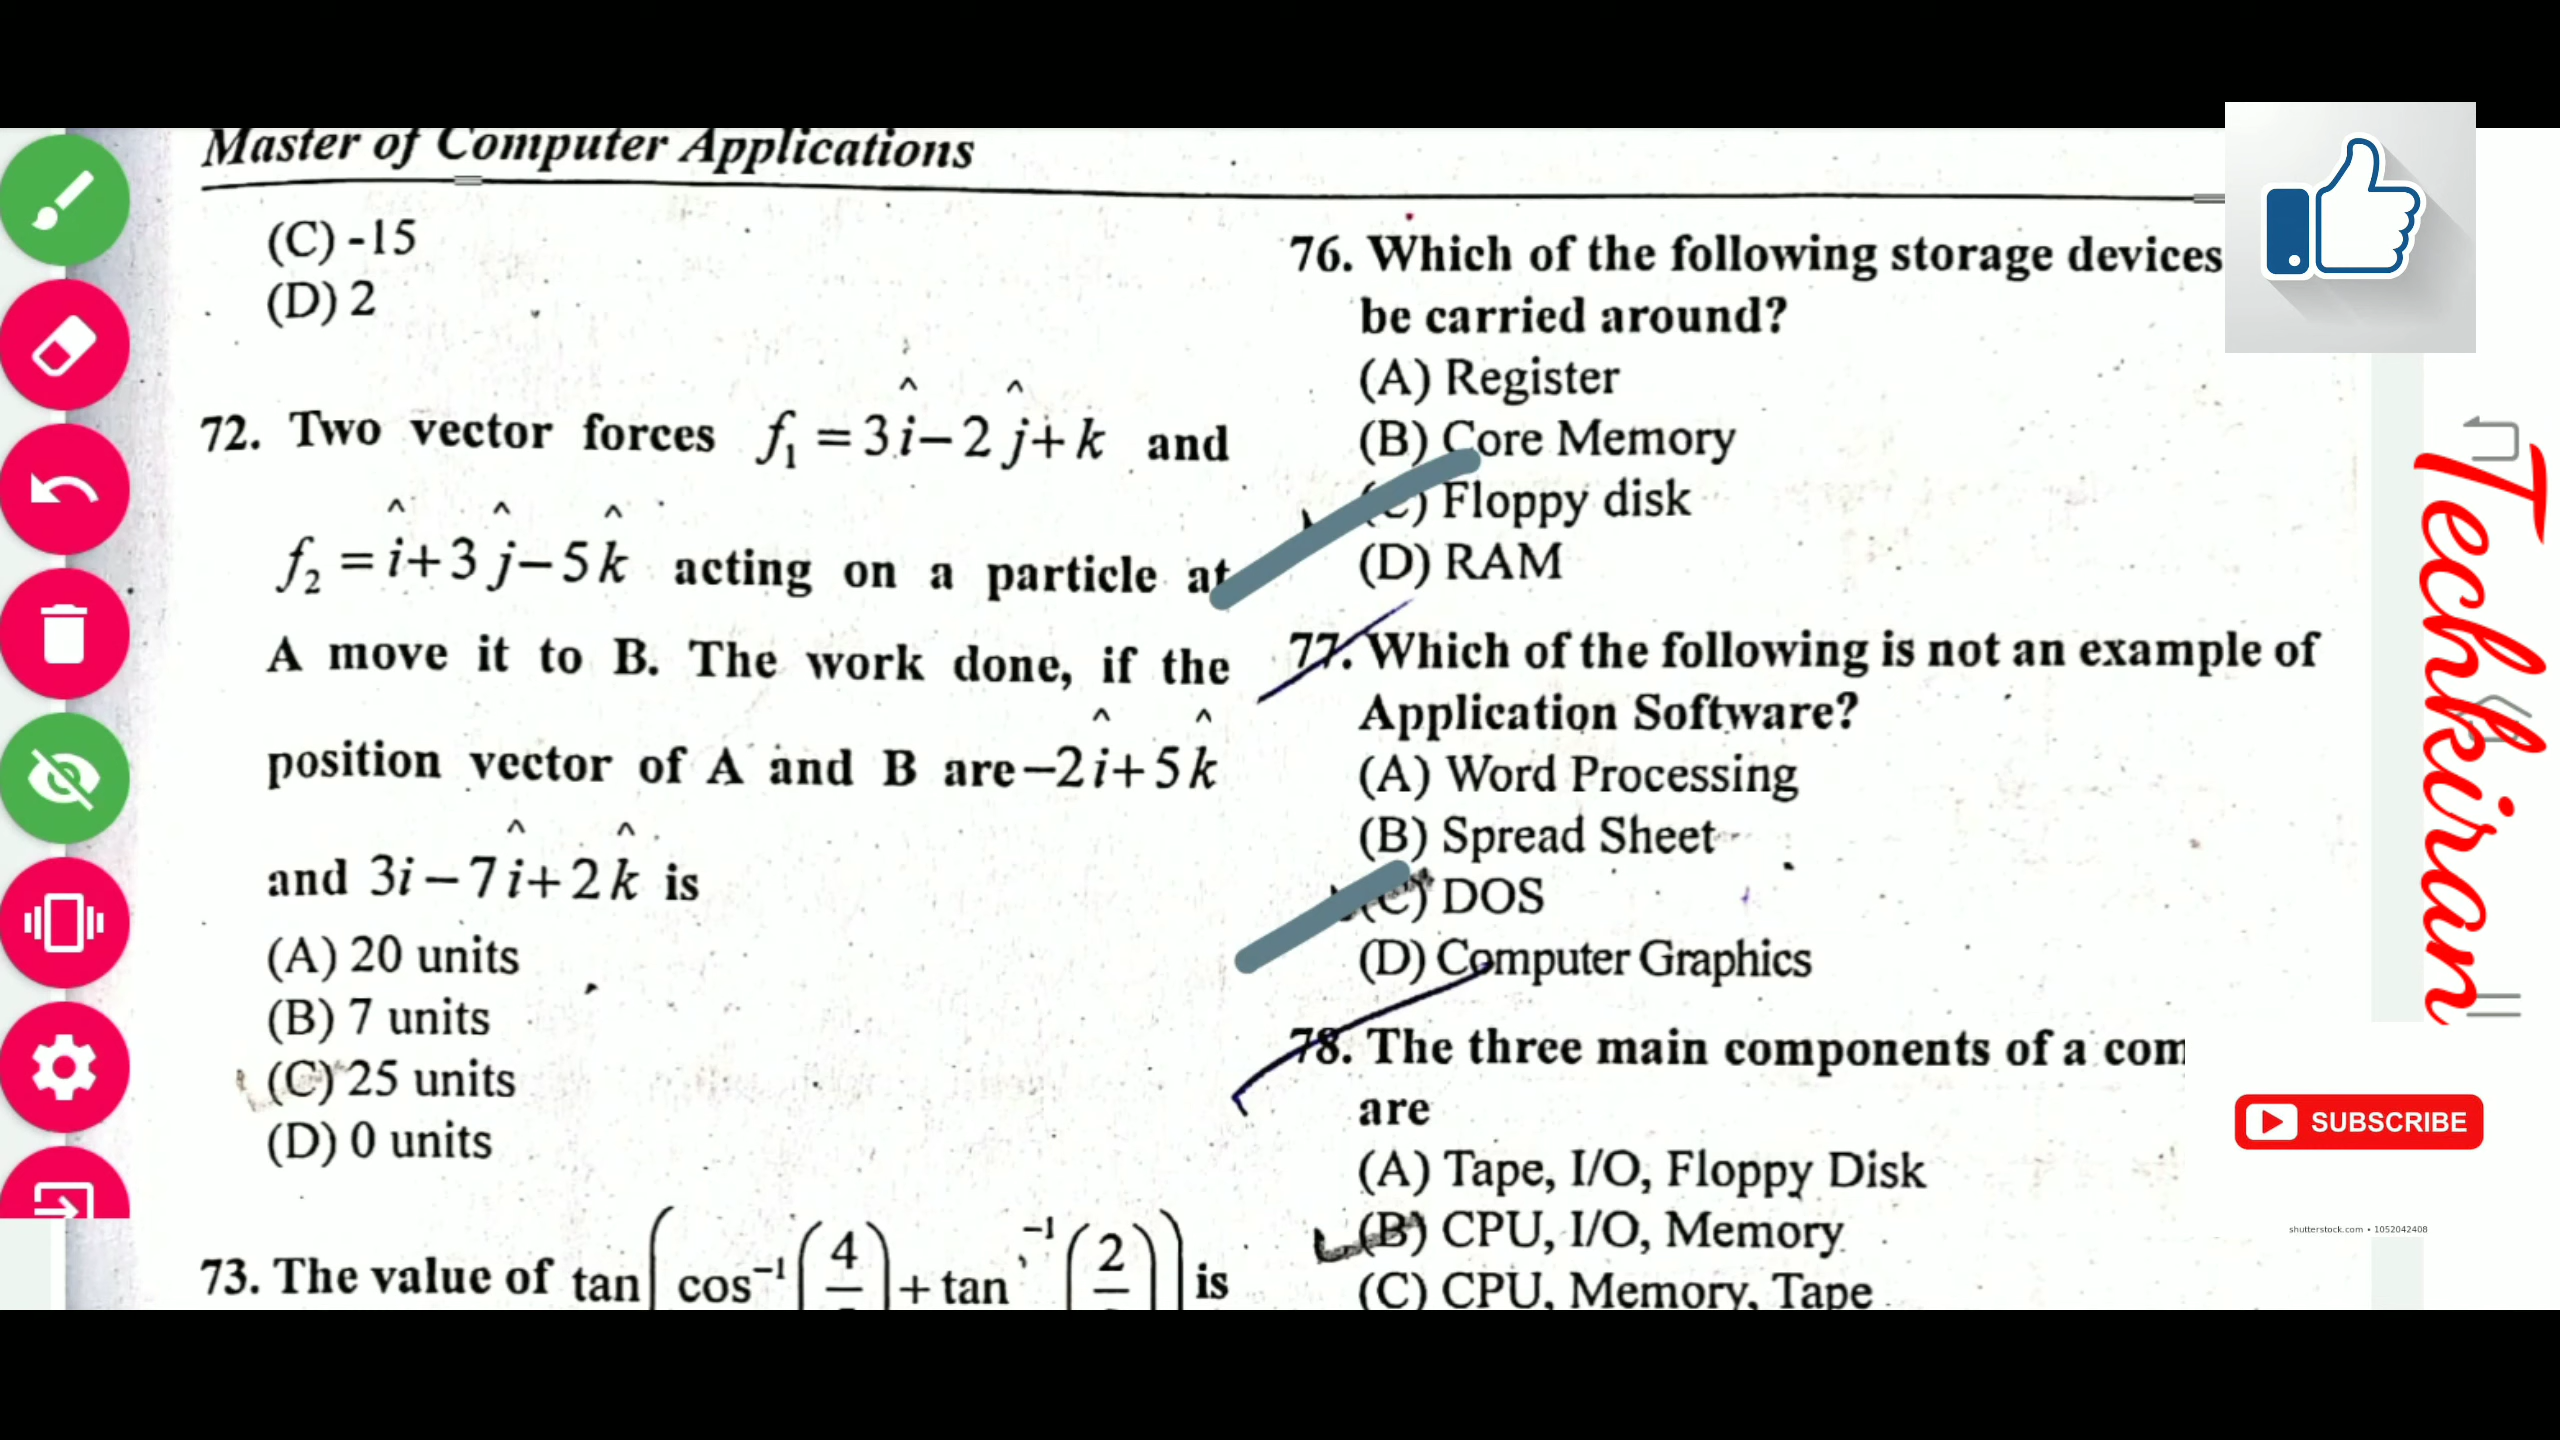 Master of Computer Applications
(C) -15
(D) 2
72. Two vector forces f₁ = 3î − 2ĵ + k and
f₂ = î + 3ĵ − 5k̂ acting on a particle at
A move it to B. The work done, if the
position vector of A and B are −2î + 5k̂
and 3i − 7î + 2k̂ is
(A) 20 units
(B) 7 units
(C) 25 units
(D) 0 units
73. The value of tan(cos⁻¹(4/ ) + tan⁻¹(2/ )) is
76. Which of the following storage devices
be carried around?
(A) Register
(B) Core Memory
(C) Floppy disk
(D) RAM
77. Which of the following is not an example of
Application Software?
(A) Word Processing
(B) Spread Sheet
(C) DOS
(D) Computer Graphics
78. The three main components of a com
are
(A) Tape, I/O, Floppy Disk
(B) CPU, I/O, Memory
(C) CPU, Memory, Tape
Techkiran
SUBSCRIBE
shutterstock.com • 1052042408